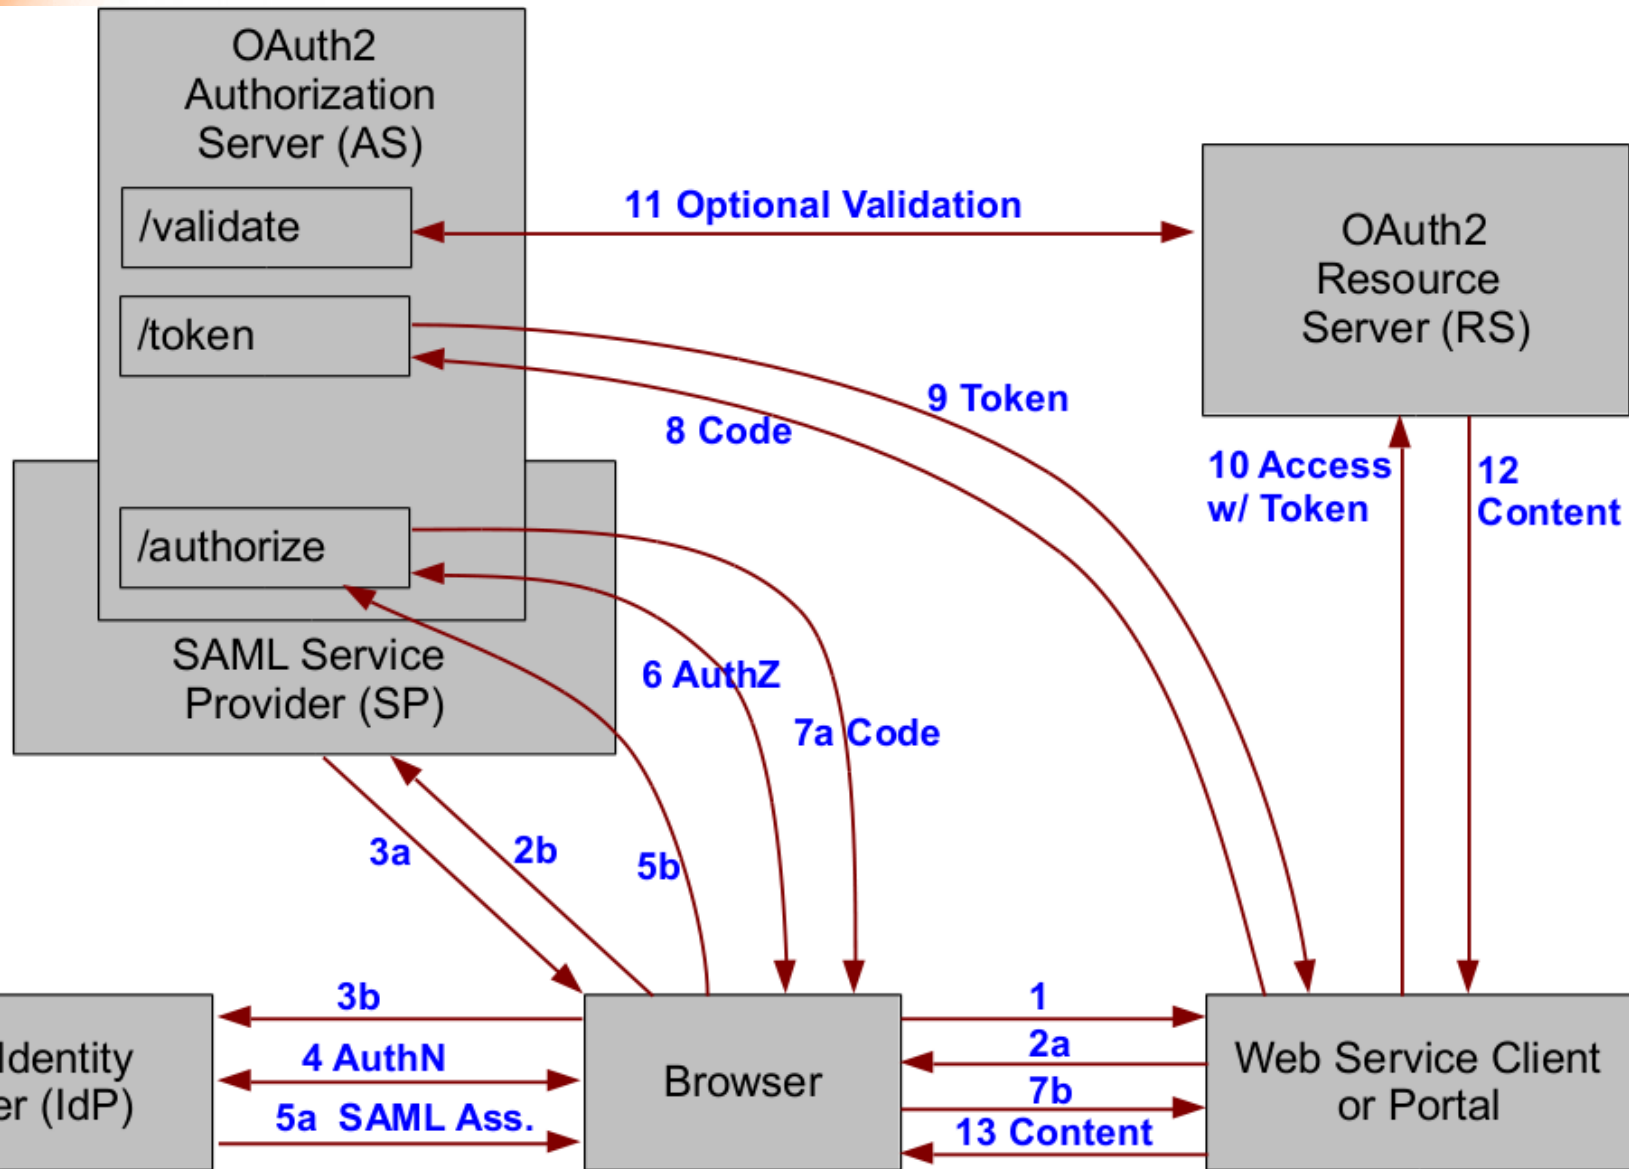 OAuth2
Authorization
Server (AS)
/validate
11 Optional Validation
OAuth2
Resource
Server (RS)
/token
9 Token
8 Code
10 Access
w/ Token
12
Content
/authorize
SAML Service
Provider (SP)
6 AuthZ
7a Code
3a
2b
5b
3b
4 AuthN
5a SAML Ass.
Identity
er (IdP)
Browser
1
2a
7b
13 Content
Web Service Client
or Portal